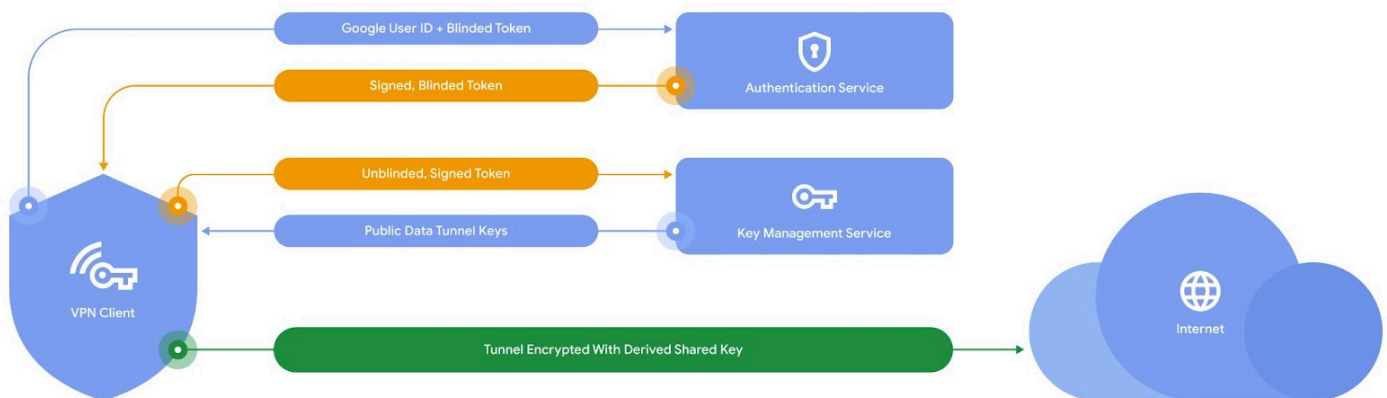 Google User ID + Blinded Token
Authentication Service
Signed, Blinded Token
Unblinded, Signed Token
Key Management Service
Public Data Tunnel Keys
VPN Client
Tunnel Encrypted With Derived Shared Key
Internet